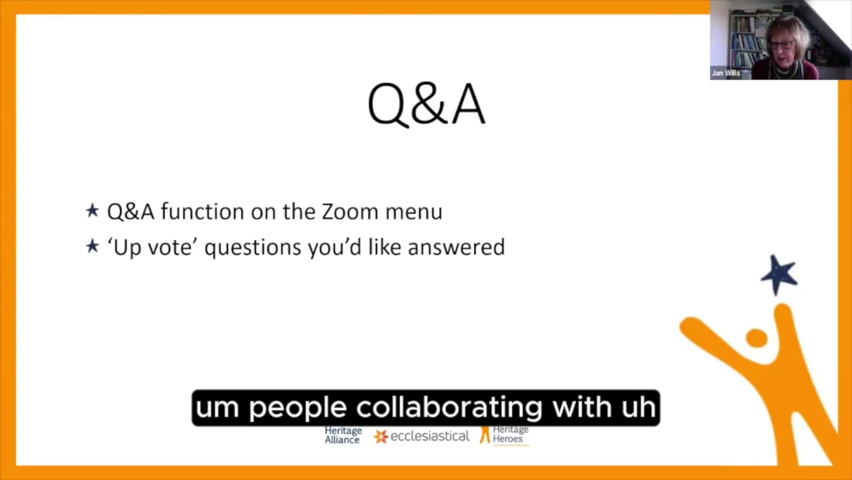 Jan Wills
Q&A
Q&A function on the Zoom menu
‘Up vote’ questions you’d like answered
um people collaborating with uh
Heritage
Alliance
ecclesiastical
Heritage
Heroes